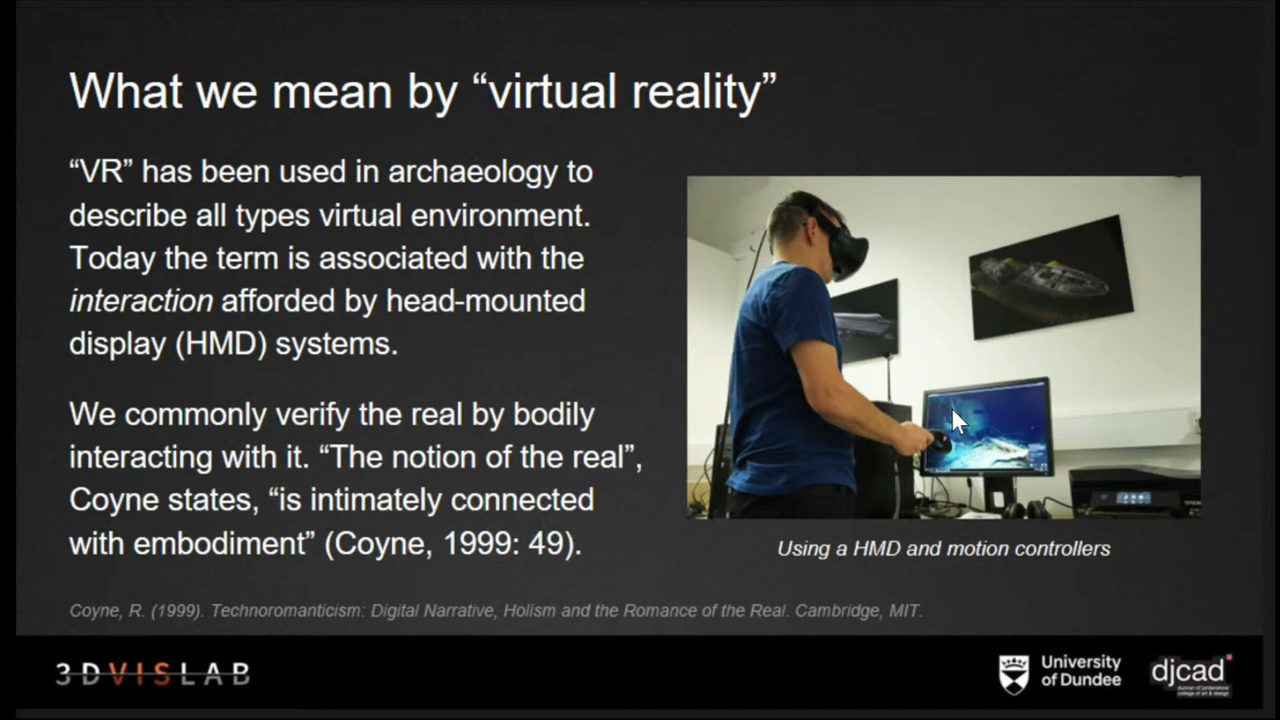 What we mean by “virtual reality”
“VR” has been used in archaeology to
describe all types virtual environment.
Today the term is associated with the
interaction afforded by head-mounted
display (HMD) systems.
We commonly verify the real by bodily
interacting with it. “The notion of the real”,
Coyne states, “is intimately connected
with embodiment” (Coyne, 1999: 49).
Using a HMD and motion controllers
Coyne, R. (1999). Technoromanticism: Digital Narrative, Holism and the Romance of the Real. Cambridge, MIT.
3DVISLAB
University
of Dundee
djcad